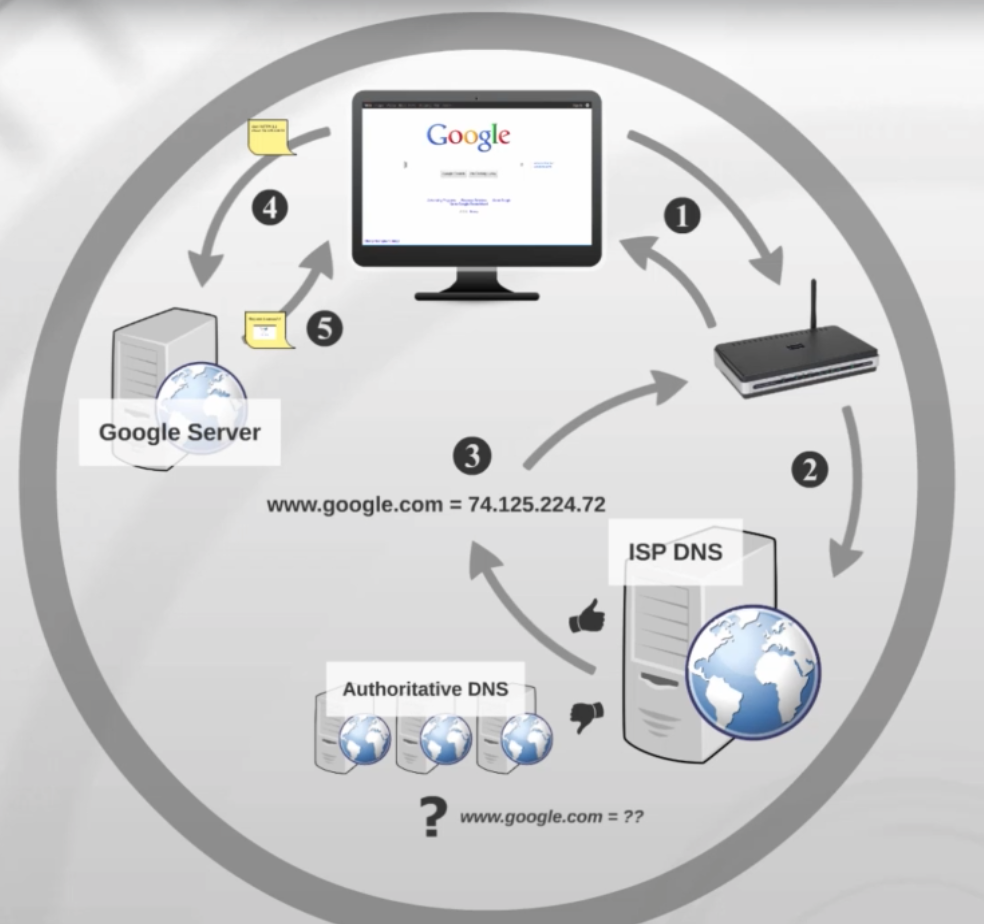 Google
4
1
5
Google Server
3
2
www.google.com = 74.125.224.72
ISP DNS
Authoritative DNS
? www.google.com = ??